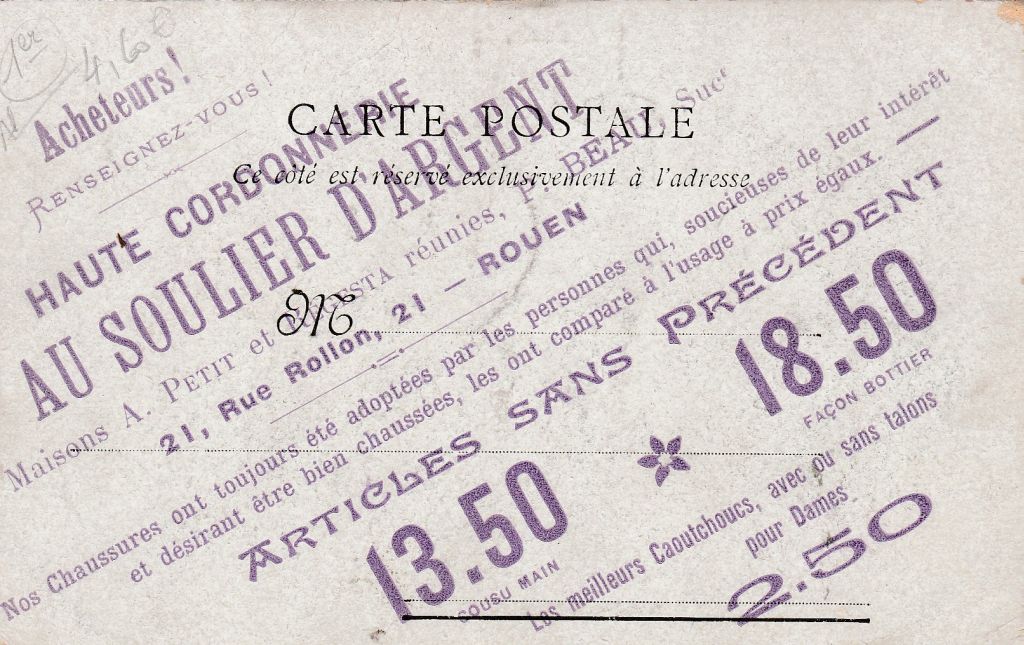 1er
4,60€
Acheteurs !
RENSEIGNEZ-VOUS !
CARTE POSTALE
Ce côté est réservé exclusivement à l'adresse
HAUTE CORDONNERIE
AU SOULIER D'ARGENT
Maisons A. PETIT et TESTA réunies, P. BEAU, Succr
21, Rue Rollon, 21 — ROUEN
M
Nos Chaussures ont toujours été adoptées par les personnes qui, soucieuses de leur intérêt
et désirant être bien chaussées, les ont comparé à l'usage à prix égaux. —
ARTICLES SANS PRÉCÉDENT
13.50
COUSU MAIN
18.50
FAÇON BOTTIER
Les meilleurs Caoutchoucs, avec ou sans talons
pour Dames
2.50